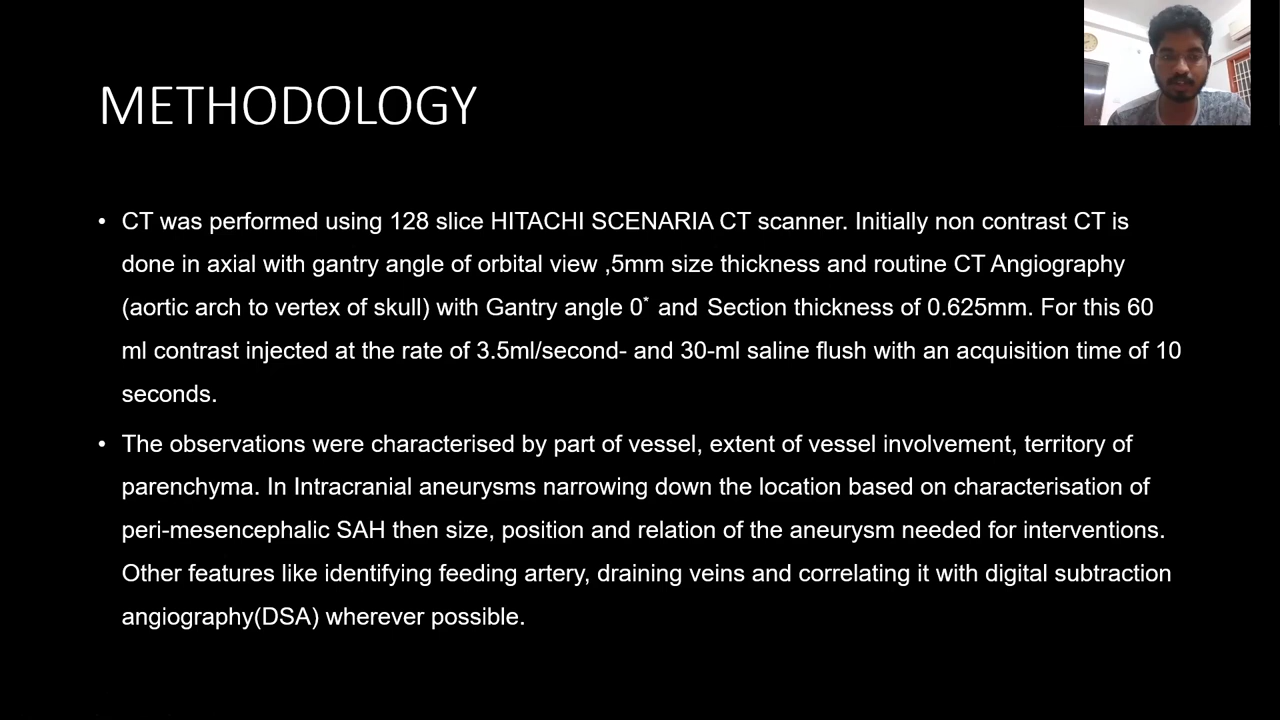 METHODOLOGY
• CT was performed using 128 slice HITACHI SCENARIA CT scanner. Initially non contrast CT is
done in axial with gantry angle of orbital view ,5mm size thickness and routine CT Angiography
(aortic arch to vertex of skull) with Gantry angle 0* and Section thickness of 0.625mm. For this 60
ml contrast injected at the rate of 3.5ml/second- and 30-ml saline flush with an acquisition time of 10
seconds.
• The observations were characterised by part of vessel, extent of vessel involvement, territory of
parenchyma. In Intracranial aneurysms narrowing down the location based on characterisation of
peri-mesencephalic SAH then size, position and relation of the aneurysm needed for interventions.
Other features like identifying feeding artery, draining veins and correlating it with digital subtraction
angiography(DSA) wherever possible.